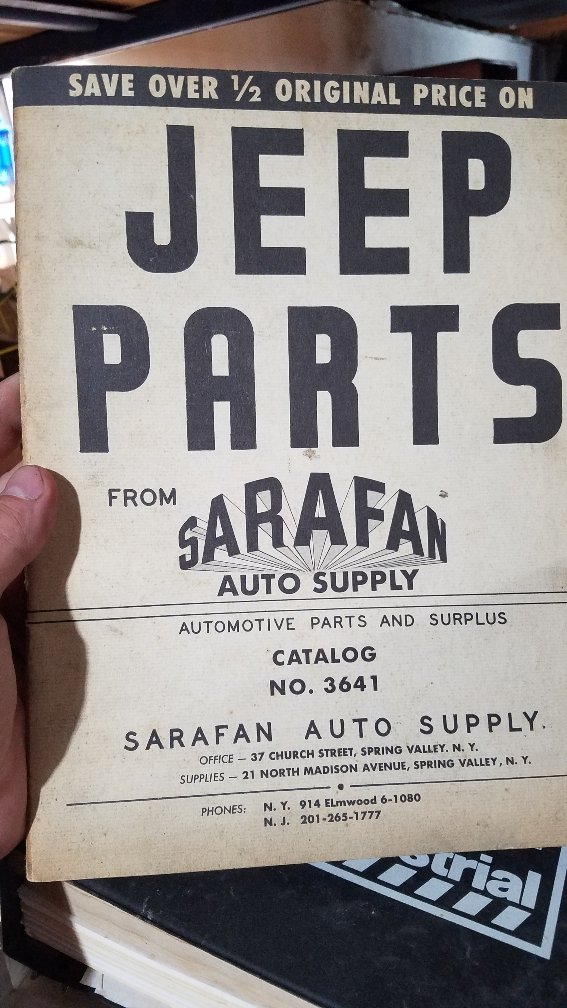 SAVE OVER ½ ORIGINAL PRICE ON
JEEP
PARTS
FROM SARAFAN
AUTO SUPPLY
AUTOMOTIVE PARTS AND SURPLUS
CATALOG
NO. 3641
SARAFAN AUTO SUPPLY.
OFFICE — 37 CHURCH STREET, SPRING VALLEY. N. Y.
SUPPLIES — 21 NORTH MADISON AVENUE, SPRING VALLEY, N. Y.
PHONES: N. Y. 914 ELmwood 6-1080
N. J. 201-265-1777
strial